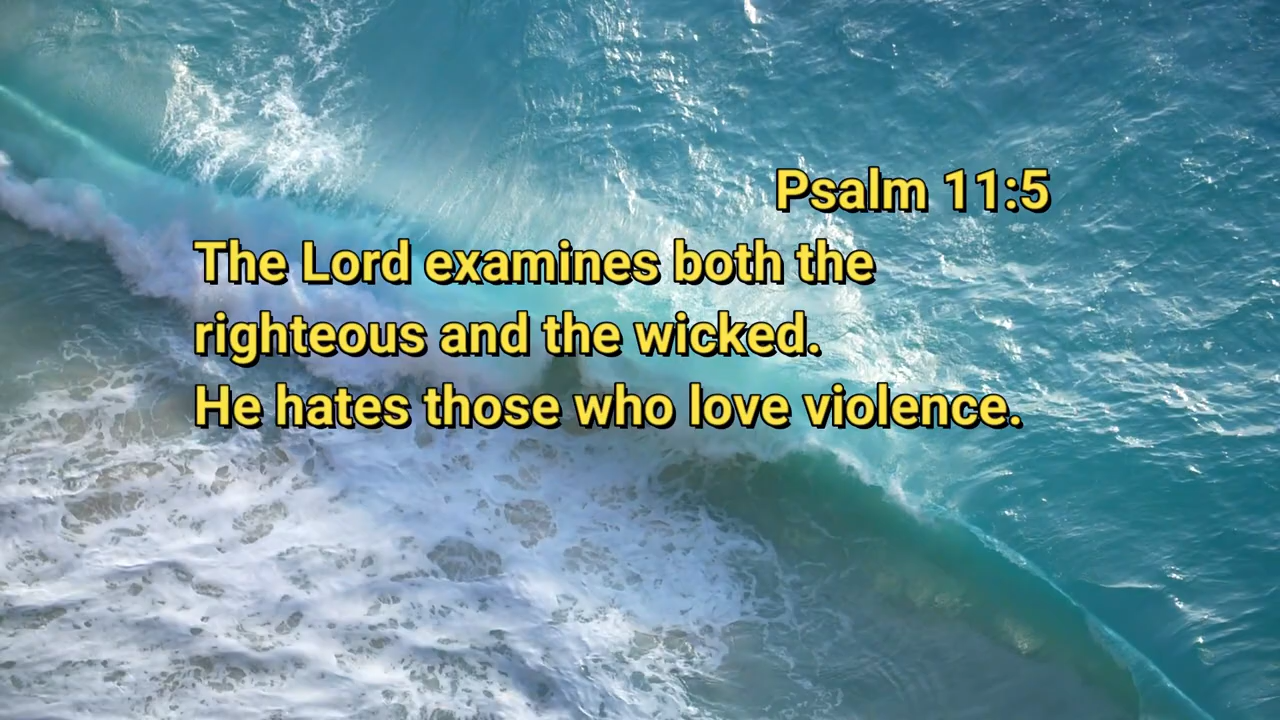 Psalm 11:5
The Lord examines both the
righteous and the wicked.
He hates those who love violence.